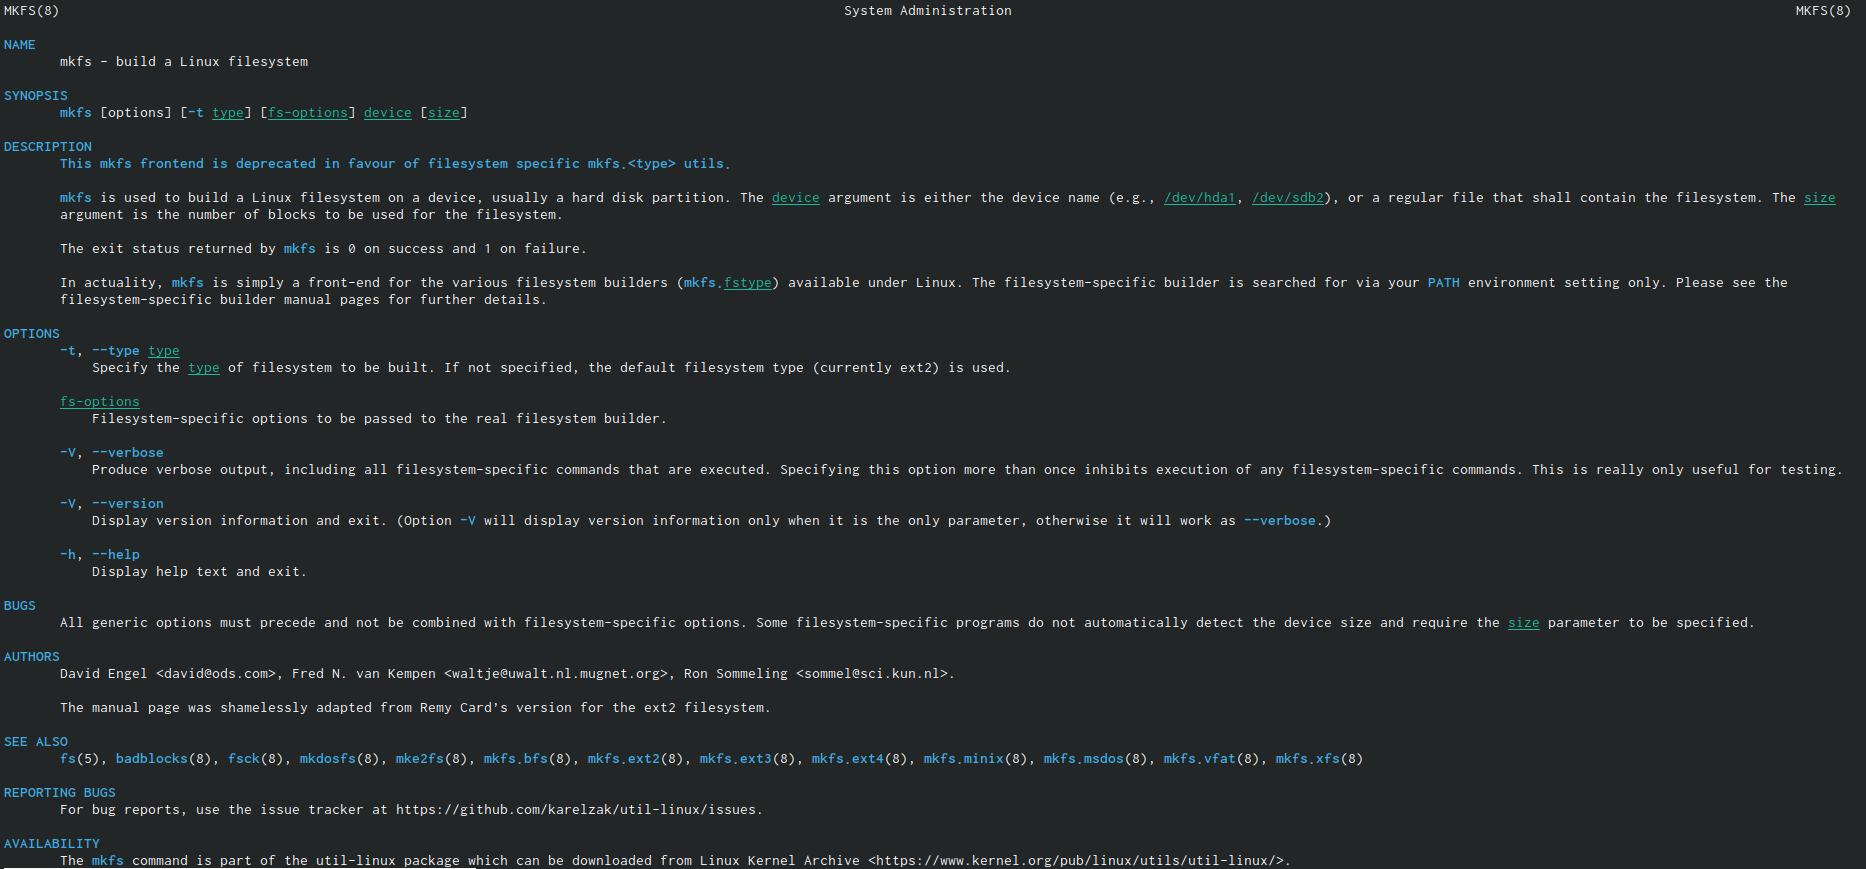 MKFS(8) System Administration MKFS(8)
NAME
mkfs - build a Linux filesystem
SYNOPSIS
mkfs [options] [-t type] [fs-options] device [size]
DESCRIPTION
This mkfs frontend is deprecated in favour of filesystem specific mkfs.<type> utils.
mkfs is used to build a Linux filesystem on a device, usually a hard disk partition. The device argument is either the device name (e.g., /dev/hda1, /dev/sdb2), or a regular file that shall contain the filesystem. The size
argument is the number of blocks to be used for the filesystem.
The exit status returned by mkfs is 0 on success and 1 on failure.
In actuality, mkfs is simply a front-end for the various filesystem builders (mkfs.fstype) available under Linux. The filesystem-specific builder is searched for via your PATH environment setting only. Please see the
filesystem-specific builder manual pages for further details.
OPTIONS
-t, --type type
Specify the type of filesystem to be built. If not specified, the default filesystem type (currently ext2) is used.
fs-options
Filesystem-specific options to be passed to the real filesystem builder.
-V, --verbose
Produce verbose output, including all filesystem-specific commands that are executed. Specifying this option more than once inhibits execution of any filesystem-specific commands. This is really only useful for testing.
-V, --version
Display version information and exit. (Option -V will display version information only when it is the only parameter, otherwise it will work as --verbose.)
-h, --help
Display help text and exit.
BUGS
All generic options must precede and not be combined with filesystem-specific options. Some filesystem-specific programs do not automatically detect the device size and require the size parameter to be specified.
AUTHORS
David Engel <david@ods.com>, Fred N. van Kempen <waltje@uwalt.nl.mugnet.org>, Ron Sommeling <sommel@sci.kun.nl>.
The manual page was shamelessly adapted from Remy Card’s version for the ext2 filesystem.
SEE ALSO
fs(5), badblocks(8), fsck(8), mkdosfs(8), mke2fs(8), mkfs.bfs(8), mkfs.ext2(8), mkfs.ext3(8), mkfs.ext4(8), mkfs.minix(8), mkfs.msdos(8), mkfs.vfat(8), mkfs.xfs(8)
REPORTING BUGS
For bug reports, use the issue tracker at https://github.com/karelzak/util-linux/issues.
AVAILABILITY
The mkfs command is part of the util-linux package which can be downloaded from Linux Kernel Archive <https://www.kernel.org/pub/linux/utils/util-linux/>.